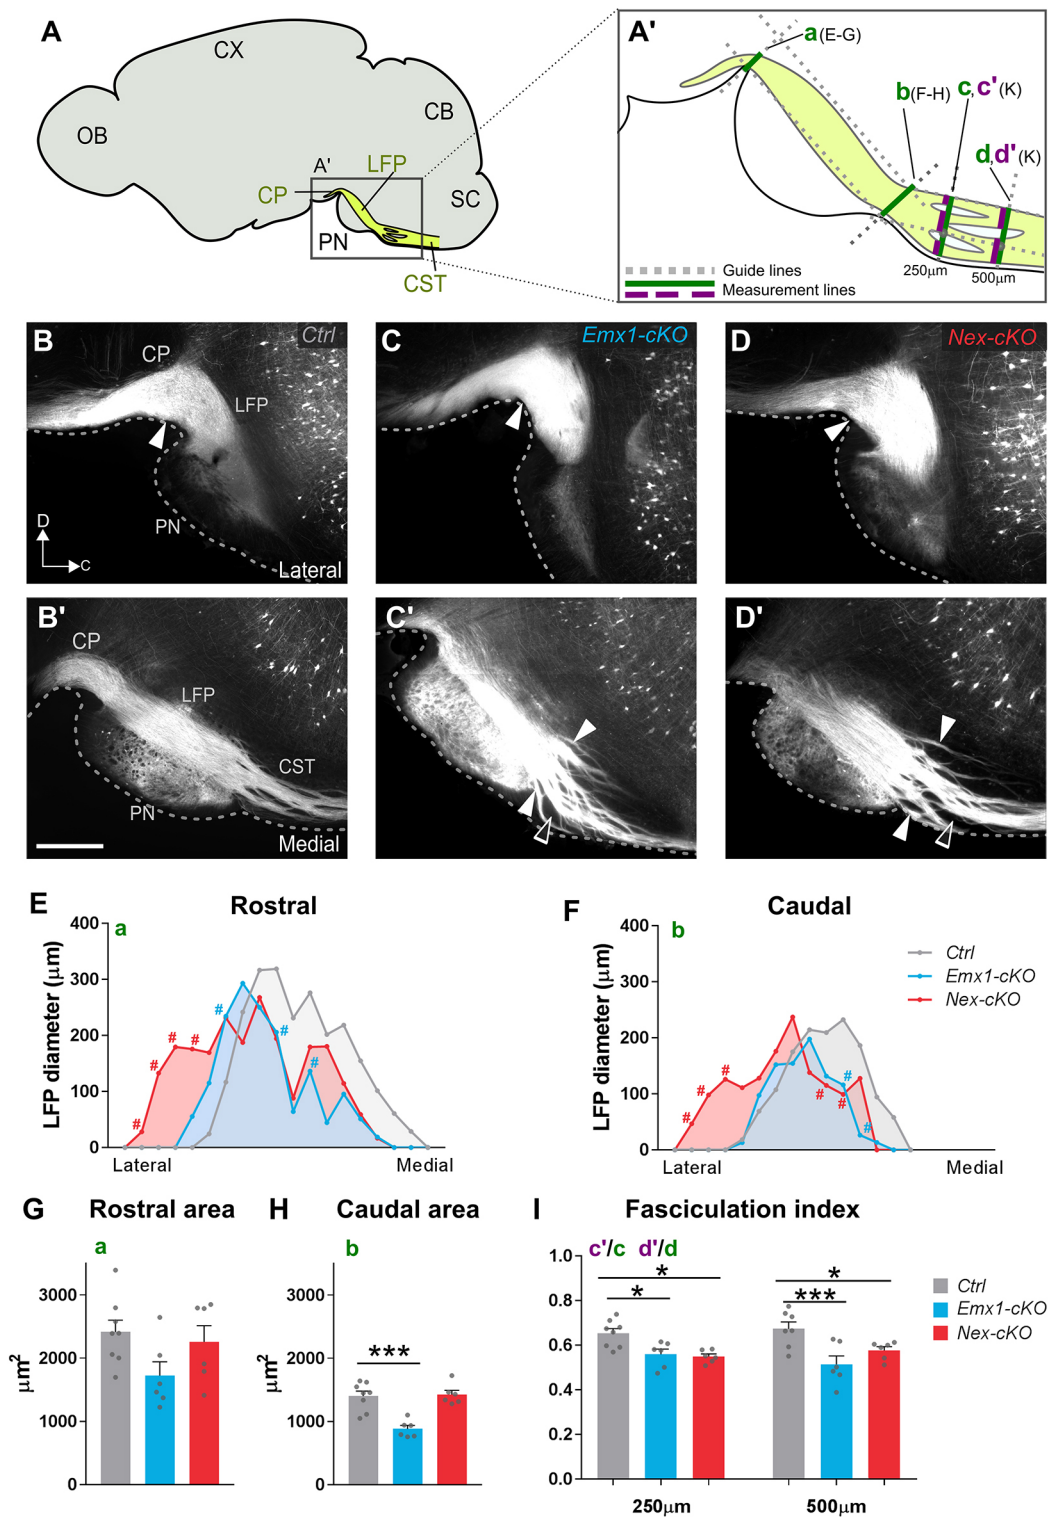 A
CX
OB
CB
A'
LFP
CP
SC
PN
CST
A'
a(E-G)
b(F-H)
c,c'(K)
d,d'(K)
250µm
500µm
Guide lines
Measurement lines
B
Ctrl
CP
LFP
PN
D
C
Lateral
C
Emx1-cKO
D
Nex-cKO
B'
CP
LFP
CST
PN
Medial
C'
D'
E
Rostral
a
LFP diameter (µm)
400
300
200
100
0
# # # # # # #
Lateral
Medial
F
Caudal
b
LFP diameter (µm)
400
300
200
100
0
# # # # # # #
Lateral
Medial
Ctrl
Emx1-cKO
Nex-cKO
G
Rostral area
a
µm²
3000
2000
1000
0
H
Caudal area
b
µm²
3000
2000
1000
0
***
I
Fasciculation index
c'/c d'/d
1.0
0.8
0.6
0.4
0.2
0.0
*
*
*
***
250µm
500µm
Ctrl
Emx1-cKO
Nex-cKO